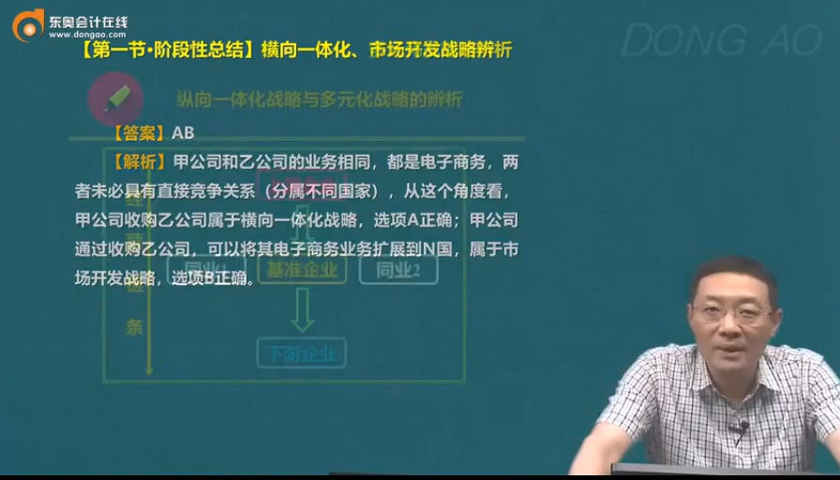 东奥会计在线
www.dongao.com
DONG AO
【第一节·阶段性总结】横向一体化、市场开发战略辨析
纵向一体化战略与多元化战略的辨析
【答案】AB
【解析】甲公司和乙公司的业务相同，都是电子商务，两
者未必具有直接竞争关系（分属不同国家），从这个角度看，
甲公司收购乙公司属于横向一体化战略，选项A正确；甲公司
通过收购乙公司，可以将其电子商务业务扩展到N国，属于市
场开发战略，选项B正确。
同业1
基准企业
同业2
条
下游企业